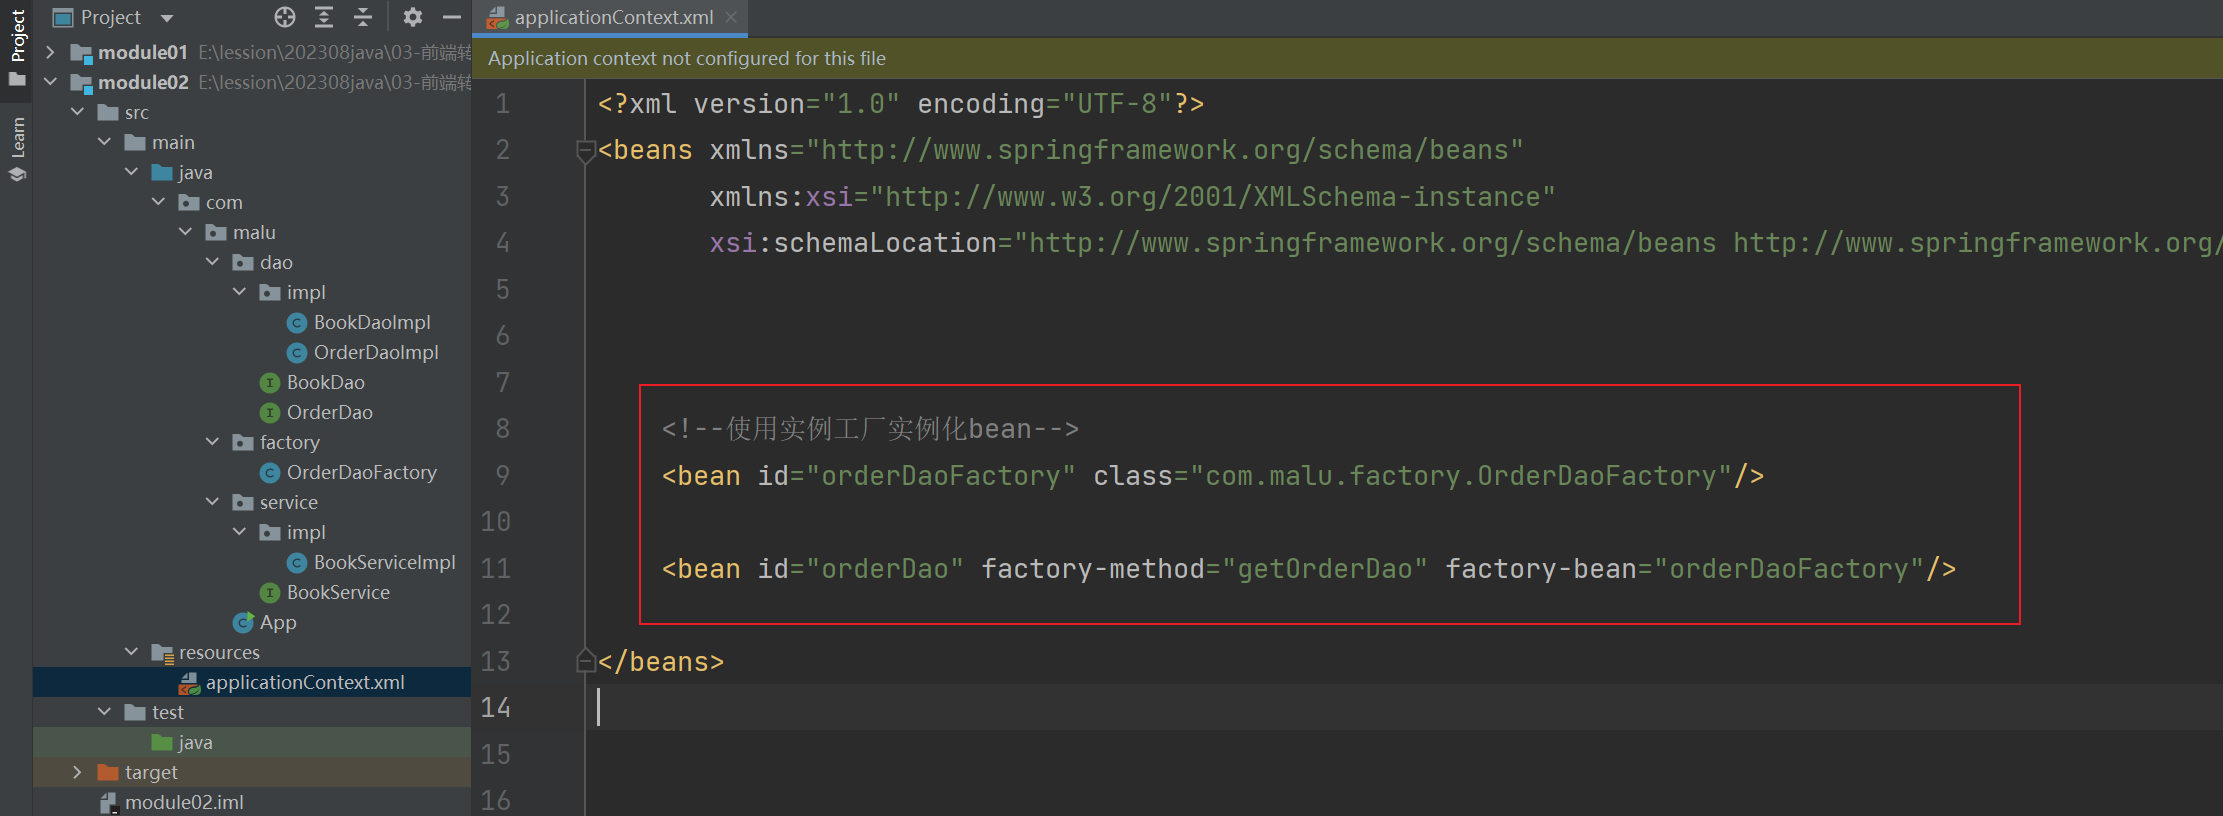 Project
Learn
Project
module01 E:\lession\202308java\03-前端转
module02 E:\lession\202308java\03-前端转
src
main
java
com
malu
dao
impl
BookDaoImpl
OrderDaoImpl
BookDao
OrderDao
factory
OrderDaoFactory
service
impl
BookServiceImpl
BookService
App
resources
applicationContext.xml
test
java
target
module02.iml
applicationContext.xml
Application context not configured for this file
1 <?xml version="1.0" encoding="UTF-8"?>
2 <beans xmlns="http://www.springframework.org/schema/beans"
3 xmlns:xsi="http://www.w3.org/2001/XMLSchema-instance"
4 xsi:schemaLocation="http://www.springframework.org/schema/beans http://www.springframework.org/
5
6
7
8 <!--使用实例工厂实例化bean-->
9 <bean id="orderDaoFactory" class="com.malu.factory.OrderDaoFactory"/>
10
11 <bean id="orderDao" factory-method="getOrderDao" factory-bean="orderDaoFactory"/>
12
13 </beans>
14
15
16